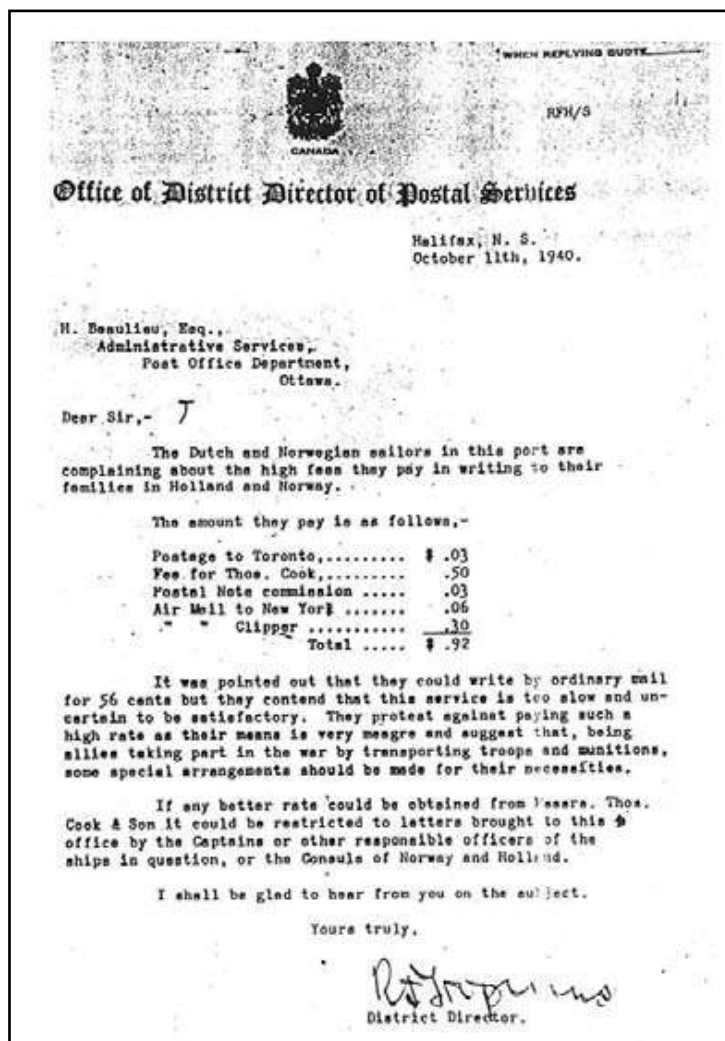 WHEN REPLYING QUOTE
RFH/S
CANADA
Office of District Director of Postal Services
Halifax, N. S.
October 11th, 1940.
H. Beaulieu, Esq.,
Administrative Services,
Post Office Department,
Ottawa.
Dear Sir,-
The Dutch and Norwegian sailors in this port are
complaining about the high fees they pay in writing to their
families in Holland and Norway.
The amount they pay is as follows,-
Postage to Toronto,......... $ .03
Fee for Thos. Cook,......... .50
Postal Note commission ..... .03
Air Mail to New York ....... .06
" " Clipper ........... .30
Total ..... $ .92
It was pointed out that they could write by ordinary mail
for 56 cents but they contend that this service is too slow and un-
certain to be satisfactory. They protest against paying such a
high rate as their means is very meagre and suggest that, being
allies taking part in the war by transporting troops and munitions,
some special arrangements should be made for their necessities.
If any better rate could be obtained from Messrs. Thos.
Cook & Son it could be restricted to letters brought to this
office by the Captains or other responsible officers of the
ships in question, or the Consuls of Norway and Holland.
I shall be glad to hear from you on the subject.
Yours truly,
District Director.